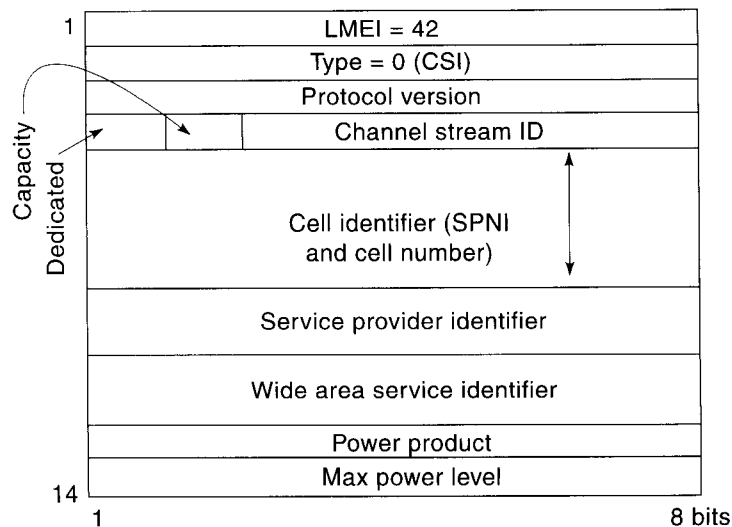 1
LMEI = 42
Type = 0 (CSI)
Protocol version
Channel stream ID
Capacity
Dedicated
Cell identifier (SPNI
and cell number)
Service provider identifier
Wide area service identifier
Power product
Max power level
14
1
8 bits